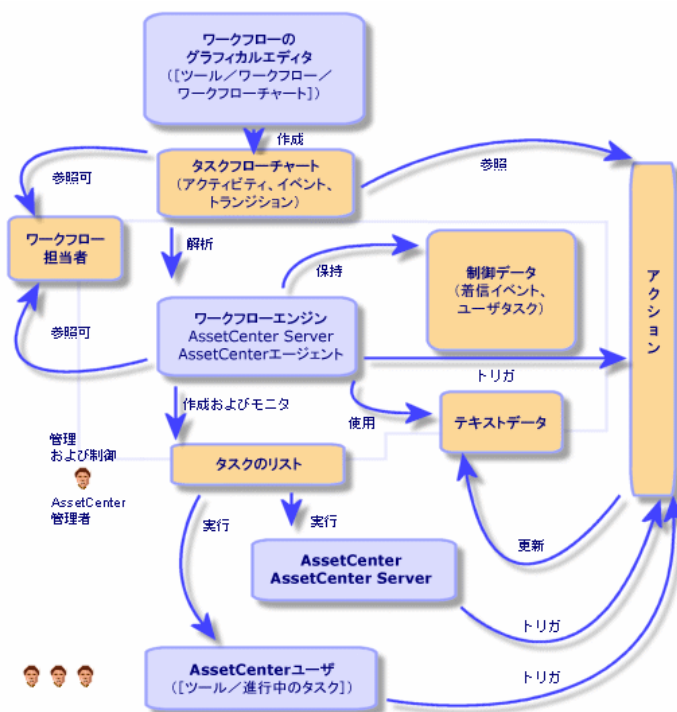 ワークフローの
グラフィカルエディタ
([ツール／ワークフロー／
ワークフローチャート])
作成
タスクフローチャート
(アクティビティ、イベント、
トランジション)
参照可
参照
ワークフロー
担当者
解析
保持
制御データ
(着信イベント、
ユーザタスク)
アクション
ワークフローエンジン
AssetCenter Server
AssetCenterエージェント
参照可
トリガ
作成およびモニタ
使用
テキストデータ
管理
および制御
タスクのリスト
AssetCenter
管理者
実行
実行
更新
AssetCenter
AssetCenter Server
トリガ
AssetCenterユーザ
([ツール／進行中のタスク])
トリガ